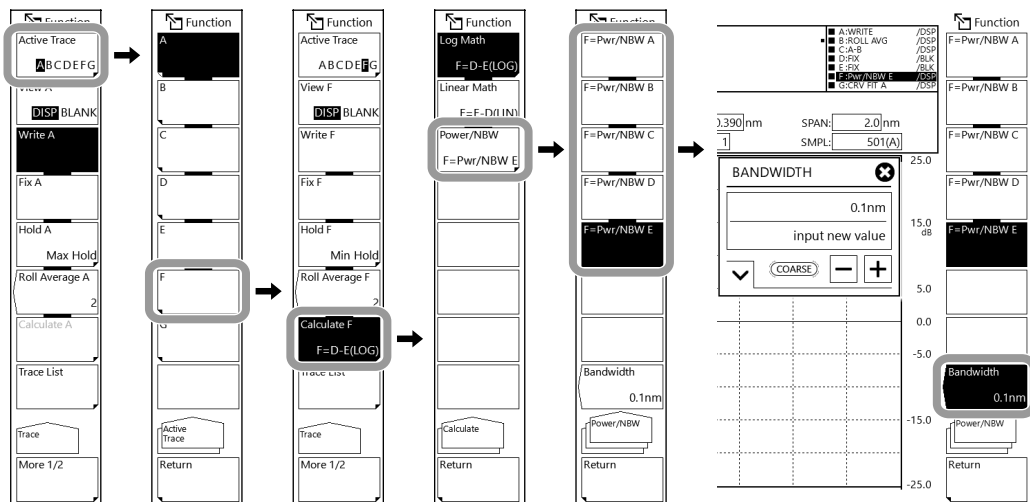 Function
Active Trace
ABCDEFG
View A
DISP BLANK
Write A
Fix A
Hold A
Max Hold
Roll Average A
2
Calculate A
Trace List
Trace
More 1/2
Function
A
B
C
D
E
F
G
Active
Trace
Return
Function
Active Trace
ABCDEFG
View F
DISP BLANK
Write F
Fix F
Hold F
Min Hold
Roll Average F
2
Calculate F
F=D-E(LOG)
Trace List
Trace
More 1/2
Function
Log Math
F=D-E(LOG)
Linear Math
F=E-D(LIN)
Power/NBW
F=Pwr/NBW E
Calculate
Return
Function
F=Pwr/NBW A
F=Pwr/NBW B
F=Pwr/NBW C
F=Pwr/NBW D
F=Pwr/NBW E
Bandwidth
0.1nm
Power/NBW
Return
A:WRITE /DSP
B:ROLL AVG /DSP
C:A-B /DSP
D:FIX /BLK
E:FIX /BLK
F:Pwr/NBW E /DSP
G:CRV FIT A /DSP
0.390 nm SPAN: 2.0 nm
1 SMPL: 501(A)
BANDWIDTH
0.1nm
input new value
COARSE
25.0
15.0
dB
5.0
0.0
-5.0
-15.0
-25.0
Function
F=Pwr/NBW A
F=Pwr/NBW B
F=Pwr/NBW C
F=Pwr/NBW D
F=Pwr/NBW E
Bandwidth
0.1nm
Power/NBW
Return